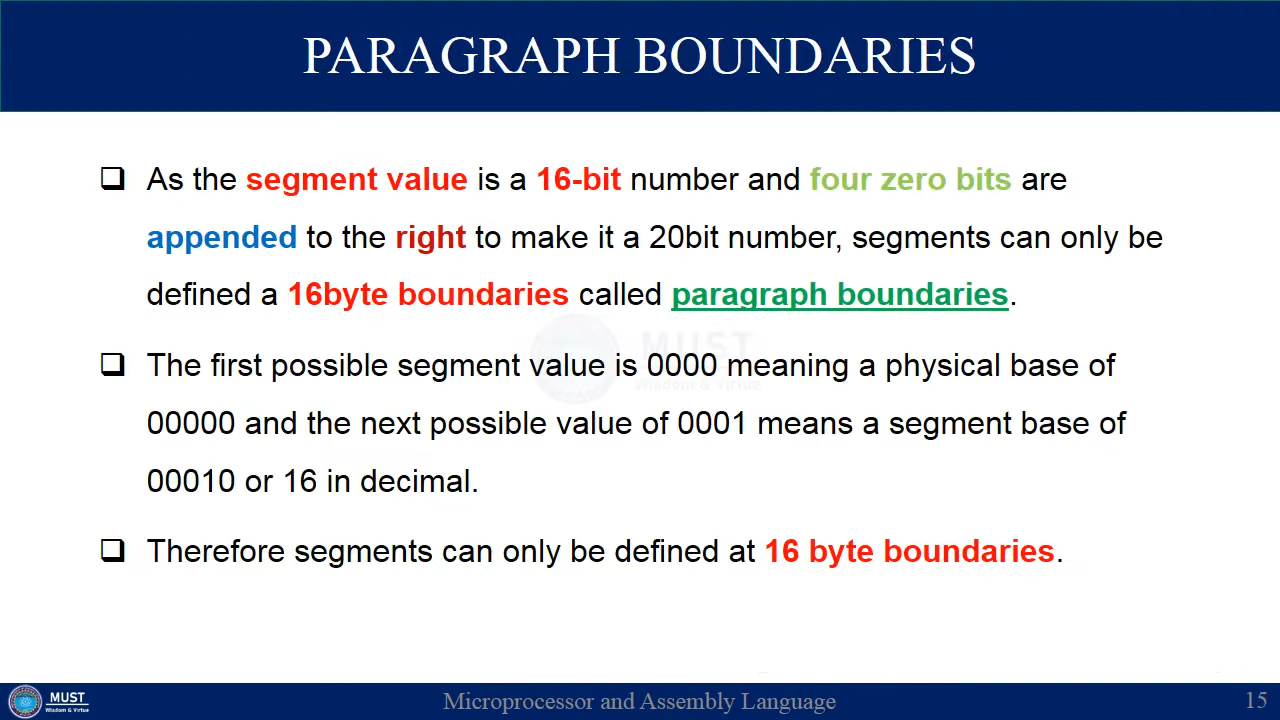 PARAGRAPH BOUNDARIES
As the segment value is a 16-bit number and four zero bits are
appended to the right to make it a 20bit number, segments can only be
defined a 16byte boundaries called paragraph boundaries.
MUST
Wisdom & Virtue
The first possible segment value is 0000 meaning a physical base of
00000 and the next possible value of 0001 means a segment base of
00010 or 16 in decimal.
Therefore segments can only be defined at 16 byte boundaries.
MUST
Wisdom & Virtue
Microprocessor and Assembly Language
15